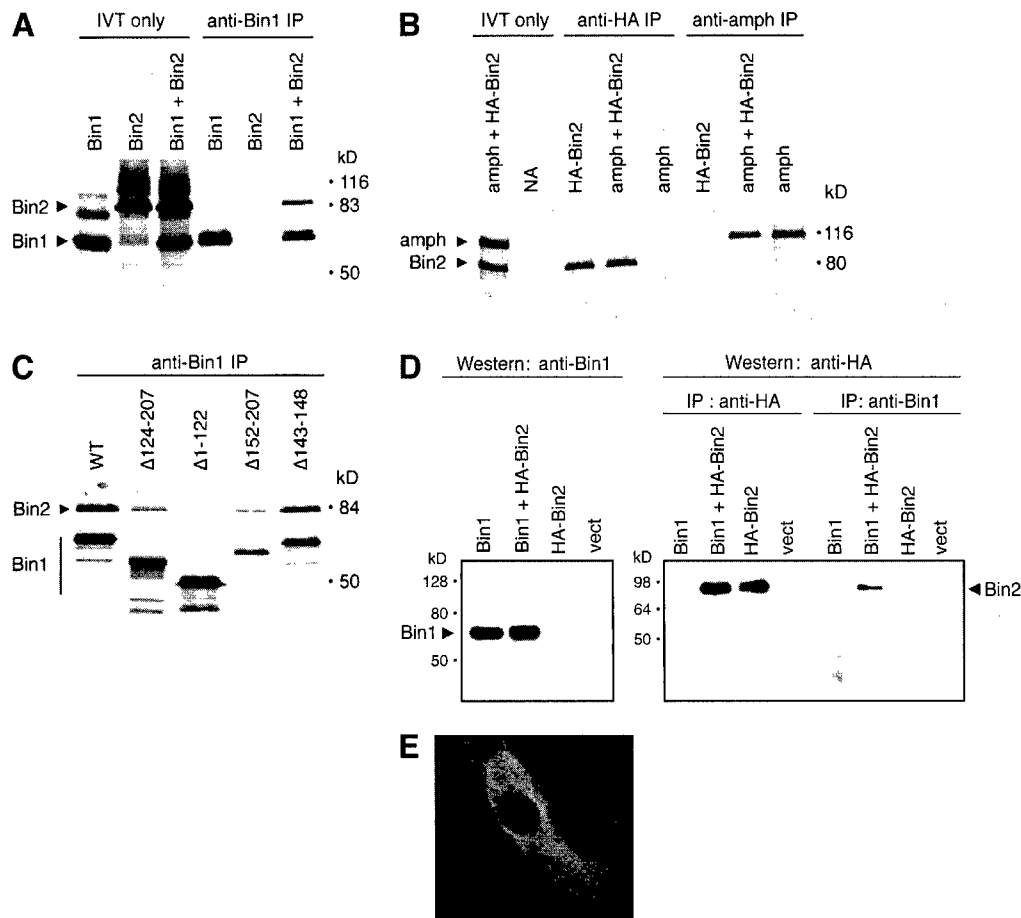 A
IVT only
anti-Bin1 IP
Bin1
Bin2
Bin1 + Bin2
Bin1
Bin2
Bin1 + Bin2
kD
116
83
50
Bin2
Bin1
B
IVT only
anti-HA IP
anti-amph IP
amph + HA-Bin2
NA
HA-Bin2
amph + HA-Bin2
amph
HA-Bin2
amph + HA-Bin2
amph
kD
116
80
amph
Bin2
C
anti-Bin1 IP
WT
Δ124-207
Δ1-122
Δ152-207
Δ143-148
kD
84
50
Bin2
Bin1
D
Western: anti-Bin1
Bin1
Bin1 + HA-Bin2
HA-Bin2
vect
kD
128
80
50
Bin1
Western: anti-HA
IP : anti-HA
IP: anti-Bin1
Bin1
Bin1 + HA-Bin2
HA-Bin2
vect
Bin1
Bin1 + HA-Bin2
HA-Bin2
vect
kD
98
64
50
Bin2
E